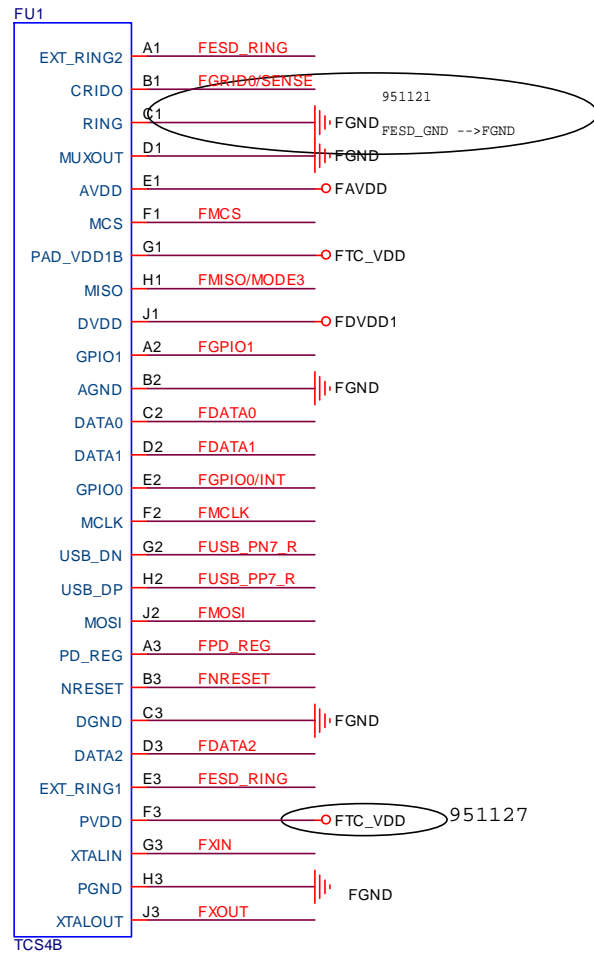 FU1
EXT_RING2 A1 FESD_RING
CRIDO B1 FGRID0/SENSE
951121
RING C1 FGND
FESD_GND -->FGND
MUXOUT D1 FGND
AVDD E1 FAVDD
MCS F1 FMCS
PAD_VDD1B G1 FTC_VDD
MISO H1 FMISO/MODE3
DVDD J1 FDVDD1
GPIO1 A2 FGPIO1
AGND B2 FGND
DATA0 C2 FDATA0
DATA1 D2 FDATA1
GPIO0 E2 FGPIO0/INT
MCLK F2 FMCLK
USB_DN G2 FUSB_PN7_R
USB_DP H2 FUSB_PP7_R
MOSI J2 FMOSI
PD_REG A3 FPD_REG
NRESET B3 FNRESET
DGND C3 FGND
DATA2 D3 FDATA2
EXT_RING1 E3 FESD_RING
PVDD F3 FTC_VDD 951127
XTALIN G3 FXIN
PGND H3 FGND
XTALOUT J3 FXOUT
TCS4B